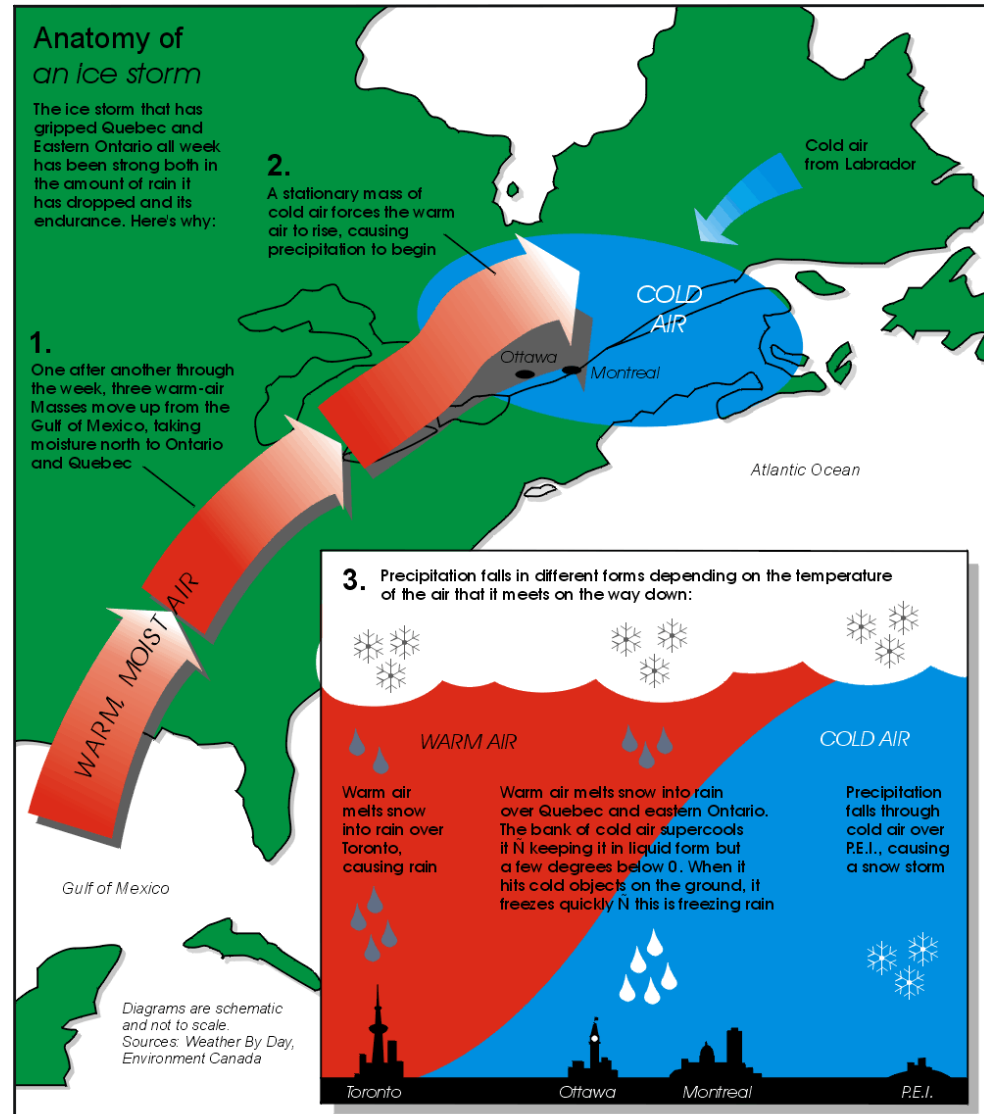 Anatomy of
an ice storm
The ice storm that has
gripped Quebec and
Eastern Ontario all week
has been strong both in
the amount of rain it
has dropped and its
endurance. Here's why:
2.
A stationary mass of
cold air forces the warm
air to rise, causing
precipitation to begin
Cold air
from Labrador
COLD
AIR
1.
One after another through
the week, three warm-air
Masses move up from the
Gulf of Mexico, taking
moisture north to Ontario
and Quebec
Ottawa
Montreal
Atlantic Ocean
WARM, MOIST AIR
Gulf of Mexico
3. Precipitation falls in different forms depending on the temperature
of the air that it meets on the way down:
WARM AIR
COLD AIR
Warm air
melts snow
into rain over
Toronto,
causing rain
Warm air melts snow into rain
over Quebec and eastern Ontario.
The bank of cold air supercools
it Ñ keeping it in liquid form but
a few degrees below 0. When it
hits cold objects on the ground, it
freezes quickly Ñ this is freezing rain
Precipitation
falls through
cold air over
P.E.I., causing
a snow storm
Diagrams are schematic
and not to scale.
Sources: Weather By Day,
Environment Canada
Toronto
Ottawa
Montreal
P.E.I.